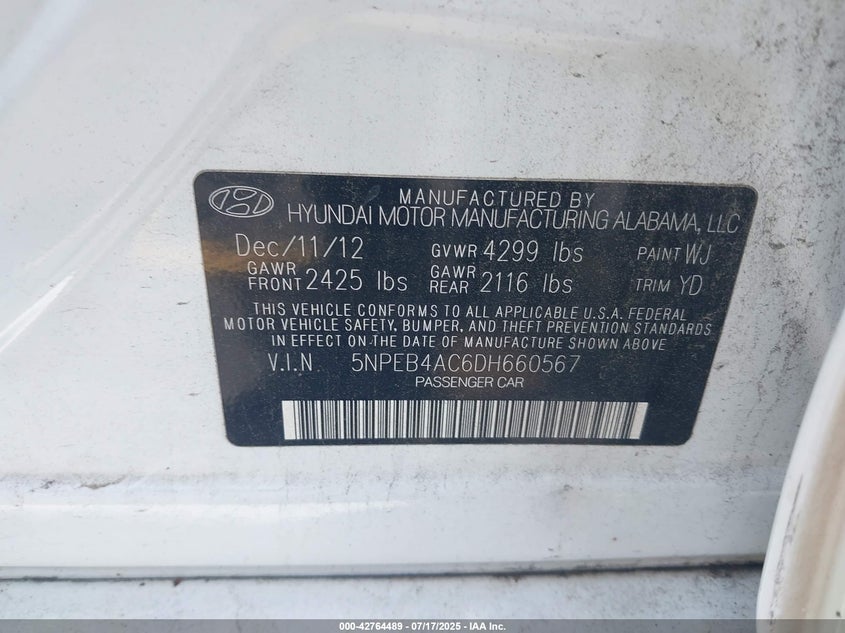 MANUFACTURED BY
HYUNDAI MOTOR MANUFACTURING ALABAMA, LLC
Dec/11/12 GVWR 4299 lbs PAINT WJ
GAWR FRONT 2425 lbs GAWR REAR 2116 lbs TRIM YD
THIS VEHICLE CONFORMS TO ALL APPLICABLE U.S.A. FEDERAL
MOTOR VEHICLE SAFETY, BUMPER, AND THEFT PREVENTION STANDARDS
IN EFFECT ON THE DATE OF MANUFACTURE SHOWN ABOVE
V.I.N 5NPEB4AC6DH660567
PASSENGER CAR
000-42764489 - 07/17/2025 - IAA Inc.